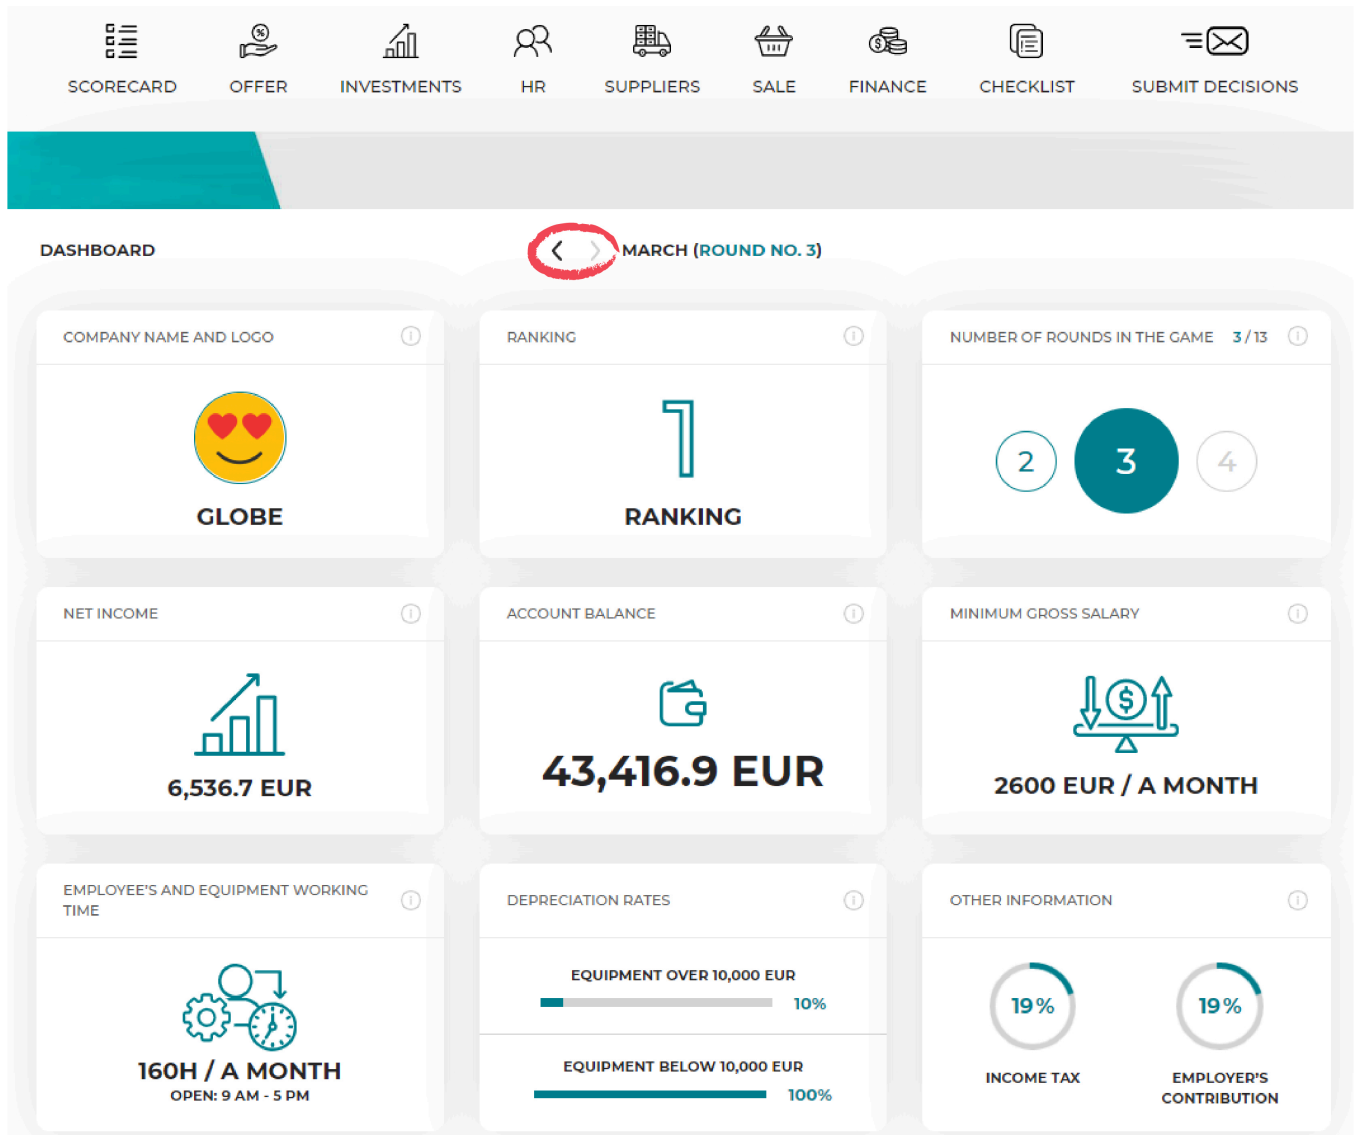 SCORECARD OFFER INVESTMENTS HR SUPPLIERS SALE FINANCE CHECKLIST SUBMIT DECISIONS
DASHBOARD
MARCH (ROUND NO. 3)
COMPANY NAME AND LOGO
GLOBE
RANKING
1
RANKING
NUMBER OF ROUNDS IN THE GAME 3 / 13
2 3 4
NET INCOME
6,536.7 EUR
ACCOUNT BALANCE
43,416.9 EUR
MINIMUM GROSS SALARY
$
2600 EUR / A MONTH
EMPLOYEE'S AND EQUIPMENT WORKING
TIME
160H / A MONTH
OPEN: 9 AM - 5 PM
DEPRECIATION RATES
EQUIPMENT OVER 10,000 EUR
10%
EQUIPMENT BELOW 10,000 EUR
100%
OTHER INFORMATION
19%
INCOME TAX
19%
EMPLOYER'S
CONTRIBUTION